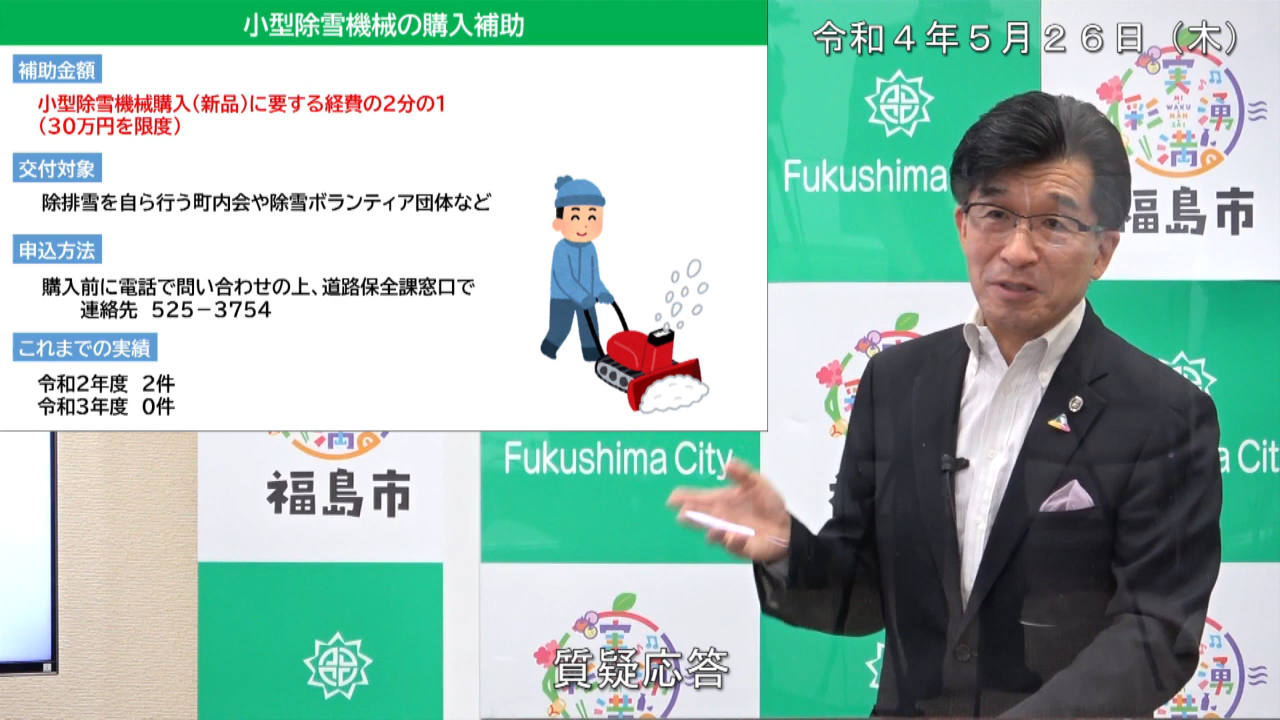 小型除雪機械の購入補助
補助金額
小型除雪機械購入（新品）に要する経費の2分の1
（30万円を限度）
交付対象
除排雪を自ら行う町内会や除雪ボランティア団体など
申込方法
購入前に電話で問い合わせの上、道路保全課窓口で
連絡先　525－3754
これまでの実績
令和2年度　2件
令和3年度　0件
令和４年５月２６日（木）
Fukushima
実湧満彩
MI
WAKU
MAN
SAI
福島市
福島市
Fukushima City
a Cit
質疑応答